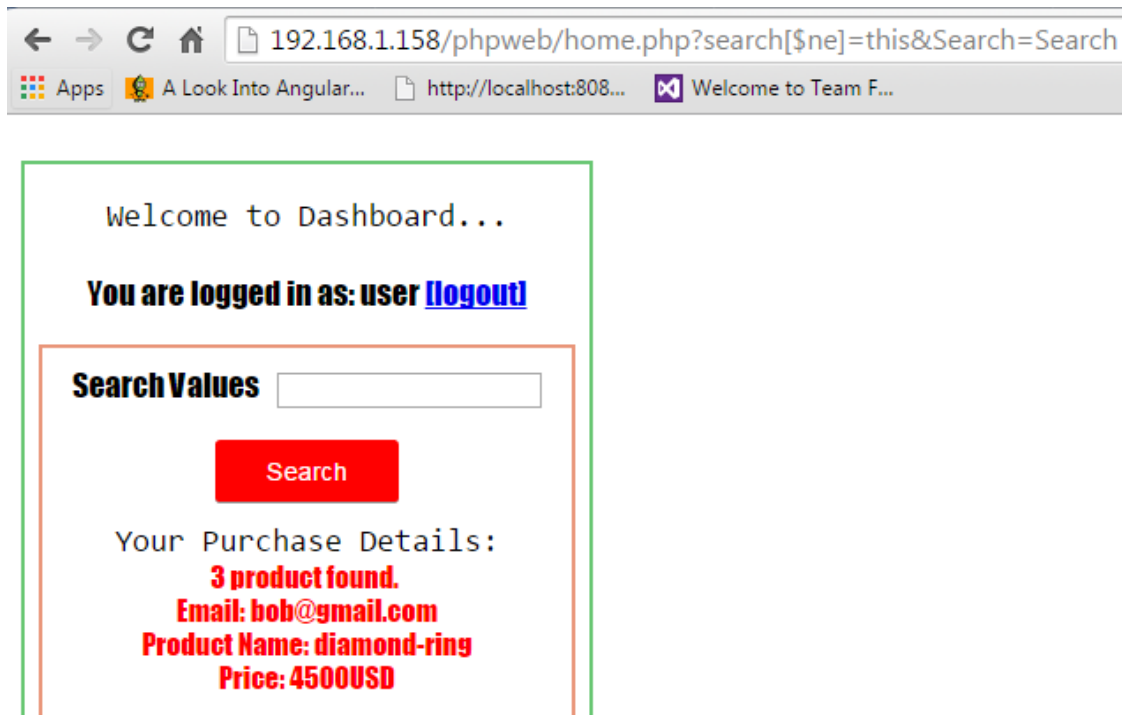 192.168.1.158/phpweb/home.php?search[$ne]=this&Search=Search
Apps A Look Into Angular... http://localhost:808... Welcome to Team F...
Welcome to Dashboard...
You are logged in as: user [logout]
Search Values
Search
Your Purchase Details:
3 product found.
Email: bob@gmail.com
Product Name: diamond-ring
Price: 4500USD